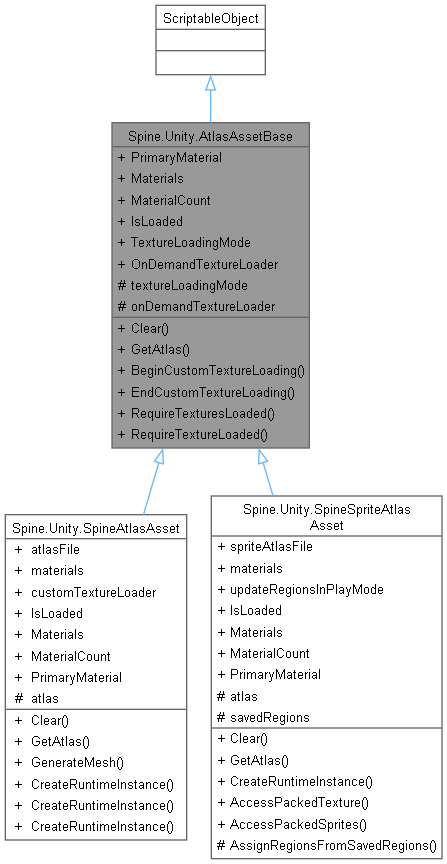 ScriptableObject
Spine.Unity.AtlasAssetBase
+ PrimaryMaterial
+ Materials
+ MaterialCount
+ IsLoaded
+ TextureLoadingMode
+ OnDemandTextureLoader
# textureLoadingMode
# onDemandTextureLoader
+ Clear()
+ GetAtlas()
+ BeginCustomTextureLoading()
+ EndCustomTextureLoading()
+ RequireTexturesLoaded()
+ RequireTextureLoaded()
Spine.Unity.SpineAtlasAsset
+ atlasFile
+ materials
+ customTextureLoader
+ IsLoaded
+ Materials
+ MaterialCount
+ PrimaryMaterial
# atlas
+ Clear()
+ GetAtlas()
+ GenerateMesh()
+ CreateRuntimeInstance()
+ CreateRuntimeInstance()
+ CreateRuntimeInstance()
Spine.Unity.SpineSpriteAtlas
Asset
+ spriteAtlasFile
+ materials
+ updateRegionsInPlayMode
+ IsLoaded
+ Materials
+ MaterialCount
+ PrimaryMaterial
# atlas
# savedRegions
+ Clear()
+ GetAtlas()
+ CreateRuntimeInstance()
+ AccessPackedTexture()
+ AccessPackedSprites()
# AssignRegionsFromSavedRegions()